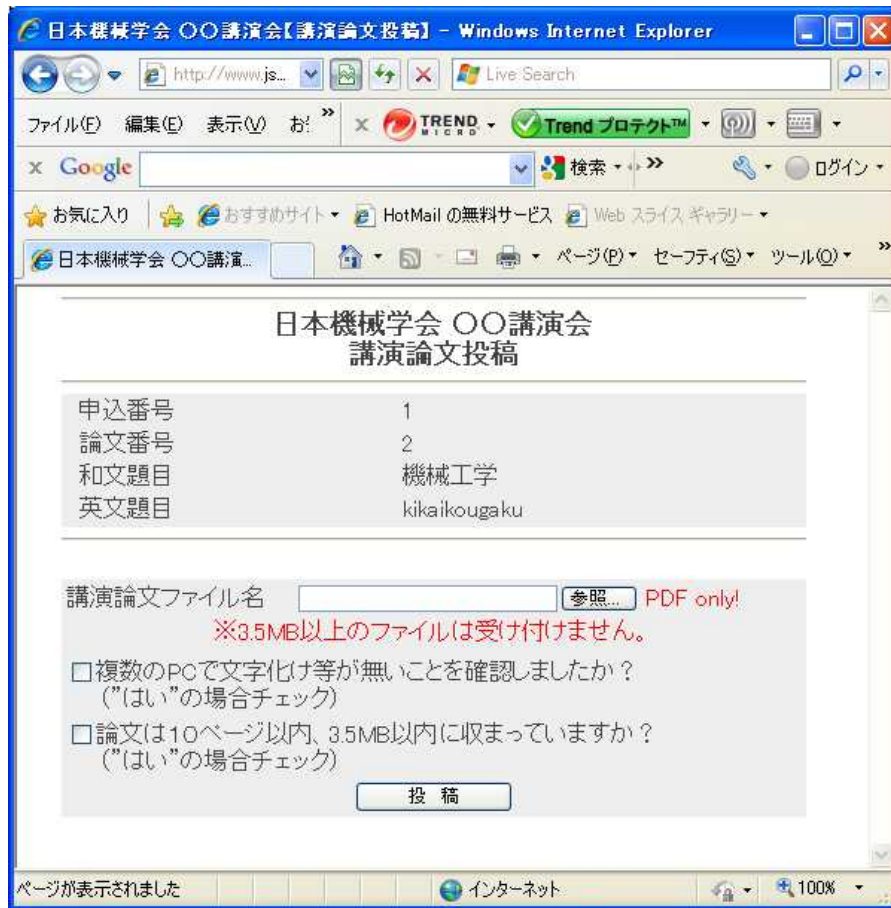 日本機械学会 〇〇講演会【講演論文投稿】 - Windows Internet Explorer
http://www.js...
Live Search
ファイル(F) 編集(E) 表示(V) お
» x TREND MICRO Trend プロテクト™
x Google 検索 » ログイン
お気に入り おすすめサイト HotMail の無料サービス Web スライス ギャラリー
日本機械学会 〇〇講演... ページ(P) セーフティ(S) ツール(O) »
日本機械学会 〇〇講演会
講演論文投稿
申込番号 1
論文番号 2
和文題目 機械工学
英文題目 kikaikougaku
講演論文ファイル名 参照... PDF only!
※3.5MB以上のファイルは受け付けません。
複数のPCで文字化け等が無いことを確認しましたか？
("はい"の場合チェック)
論文は10ページ以内、3.5MB以内に収まっていますか？
("はい"の場合チェック)
投 稿
ページが表示されました インターネット 100%